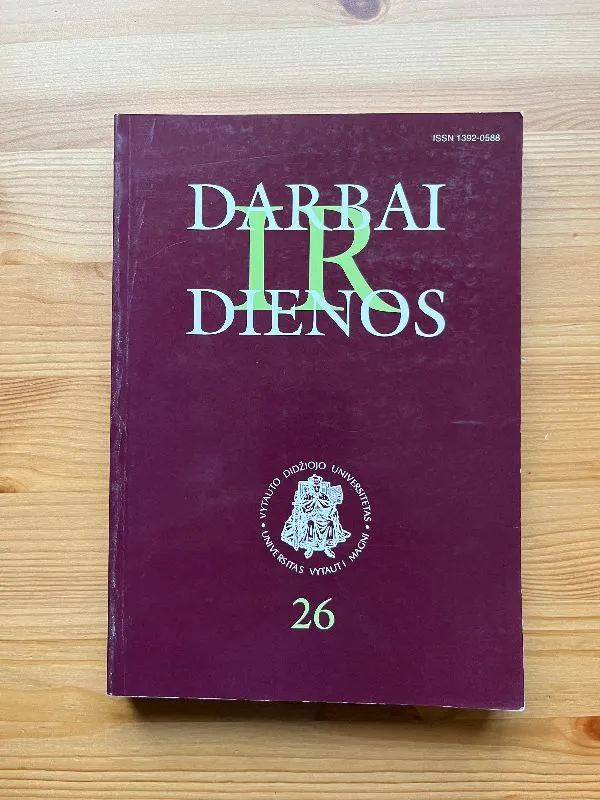 ISSN 1392-0588
DARBAI
IR
DIENOS
VYTAUTO DIDŽIOJO UNIVERSITETAS
UNIVERSITAS VYTAUTI MAGNI
26